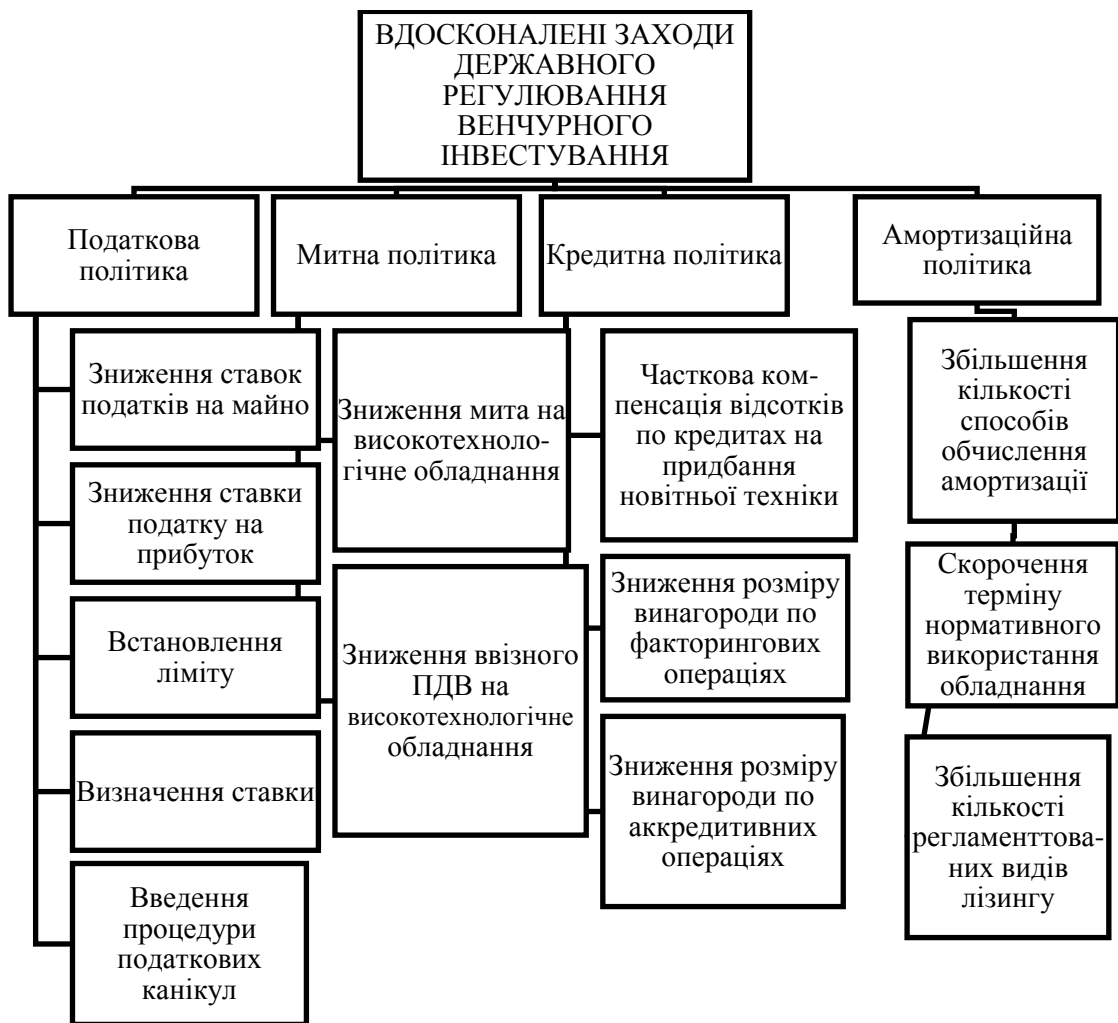 ВДОСКОНАЛЕНІ ЗАХОДИ
ДЕРЖАВНОГО
РЕГУЛЮВАННЯ
ВЕНЧУРНОГО
ІНВЕСТУВАННЯ
Податкова
політика
Зниження ставок
податків на майно
Зниження ставки
податку на
прибуток
Встановлення
ліміту
Визначення ставки
Введення
процедури
податкових
канікул
Митна політика
Зниження мита на
високотехноло-
гічне обладнання
Зниження ввізного
ПДВ на
високотехнологічне
обладнання
Кредитна політика
Часткова ком-
пенсація відсотків
по кредитах на
придбання
новітньої техніки
Зниження розміру
винагороди по
факторингових
операціях
Зниження розміру
винагороди по
аккредитивних
операціях
Амортизаційна
політика
Збільшення
кількості
способів
обчислення
амортизації
Скорочення
терміну
нормативного
використання
обладнання
Збільшення
кількості
регламенттова-
них видів
лізингу